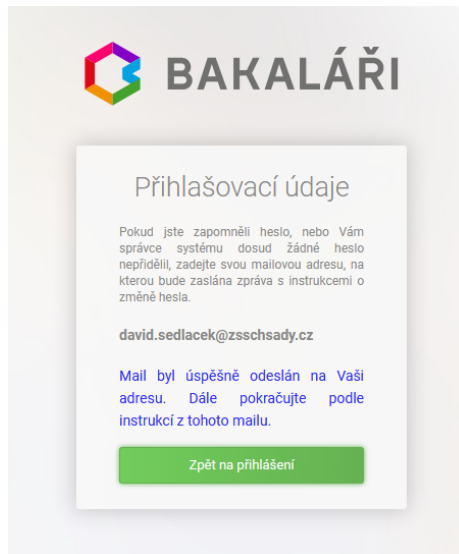 BAKALÁŘI
Přihlašovací údaje
Pokud jste zapomněli heslo, nebo Vám
správce systému dosud žádné heslo
nepřidělil, zadejte svou mailovou adresu, na
kterou bude zaslána zpráva s instrukcemi o
změně hesla.
david.sedlacek@zsschsady.cz
Mail byl úspěšně odeslán na Vaši
adresu. Dále pokračujte podle
instrukcí z tohoto mailu.
Zpět na přihlášení